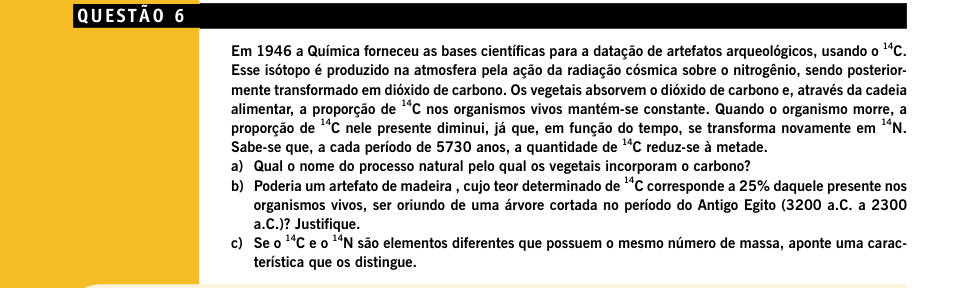 QUESTÃO 6
Em 1946 a Química forneceu as bases científicas para a datação de artefatos arqueológicos, usando o ¹⁴C.
Esse isótopo é produzido na atmosfera pela ação da radiação cósmica sobre o nitrogênio, sendo posterior-
mente transformado em dióxido de carbono. Os vegetais absorvem o dióxido de carbono e, através da cadeia
alimentar, a proporção de ¹⁴C nos organismos vivos mantém-se constante. Quando o organismo morre, a
proporção de ¹⁴C nele presente diminui, já que, em função do tempo, se transforma novamente em ¹⁴N.
Sabe-se que, a cada período de 5730 anos, a quantidade de ¹⁴C reduz-se à metade.
a) Qual o nome do processo natural pelo qual os vegetais incorporam o carbono?
b) Poderia um artefato de madeira , cujo teor determinado de ¹⁴C corresponde a 25% daquele presente nos
organismos vivos, ser oriundo de uma árvore cortada no período do Antigo Egito (3200 a.C. a 2300
a.C.)? Justifique.
c) Se o ¹⁴C e o ¹⁴N são elementos diferentes que possuem o mesmo número de massa, aponte uma carac-
terística que os distingue.